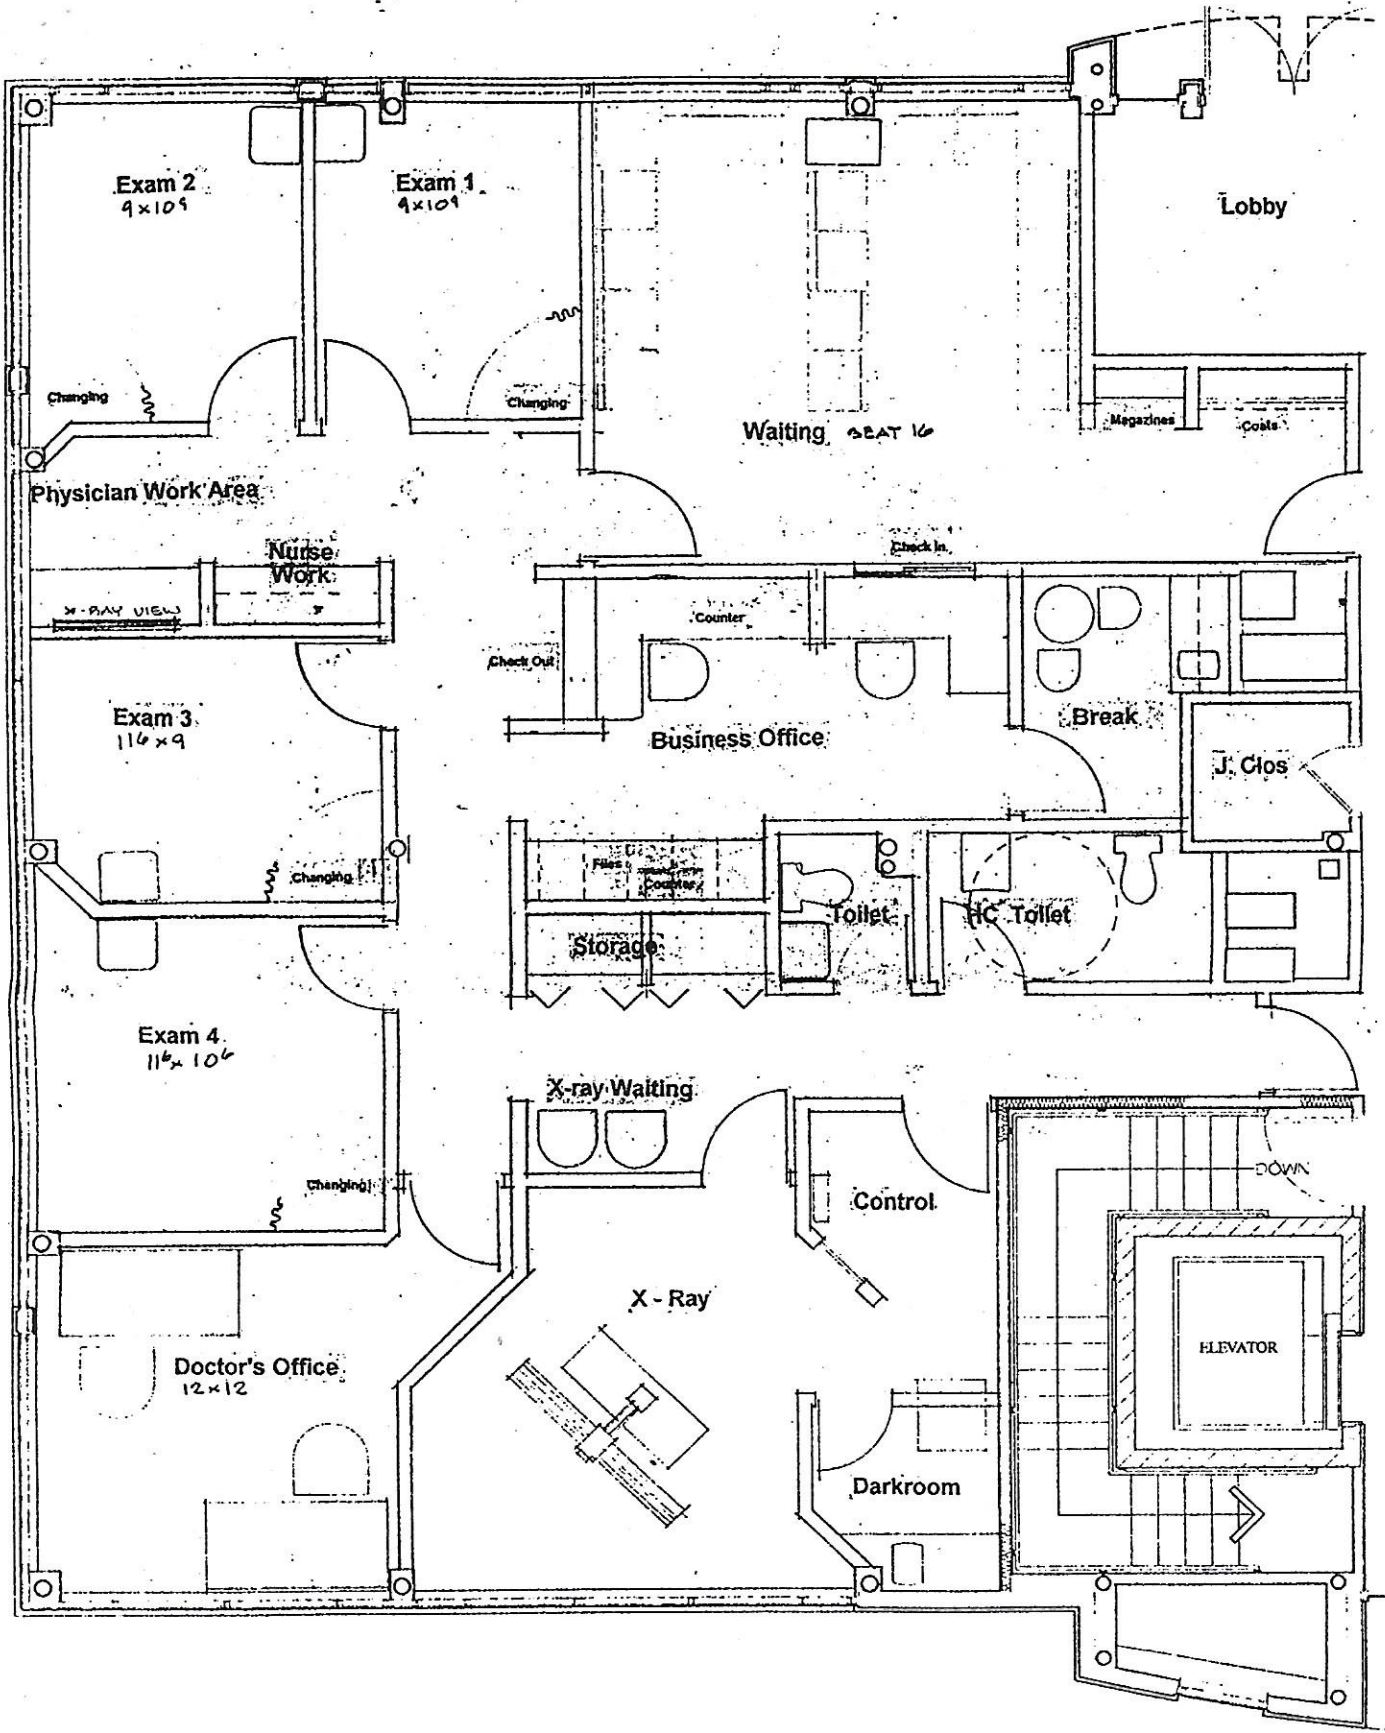 Exam 2
9x10⁹
Exam 1
9x10⁹
Lobby
Changing
Changing
Waiting SEAT 16
Magazines
Coats
Physician Work Area
Nurse
Work
X-RAY VIEW
Check In
Counter
Check Out
Exam 3
11⁶x9
Business Office
Break
J. Clos
Changing
Files
Counter
Toilet
HC Toilet
Storage
Exam 4
11⁶x10⁶
X-ray Waiting
DOWN
Changing
Control
X - Ray
ELEVATOR
Doctor's Office
12x12
Darkroom